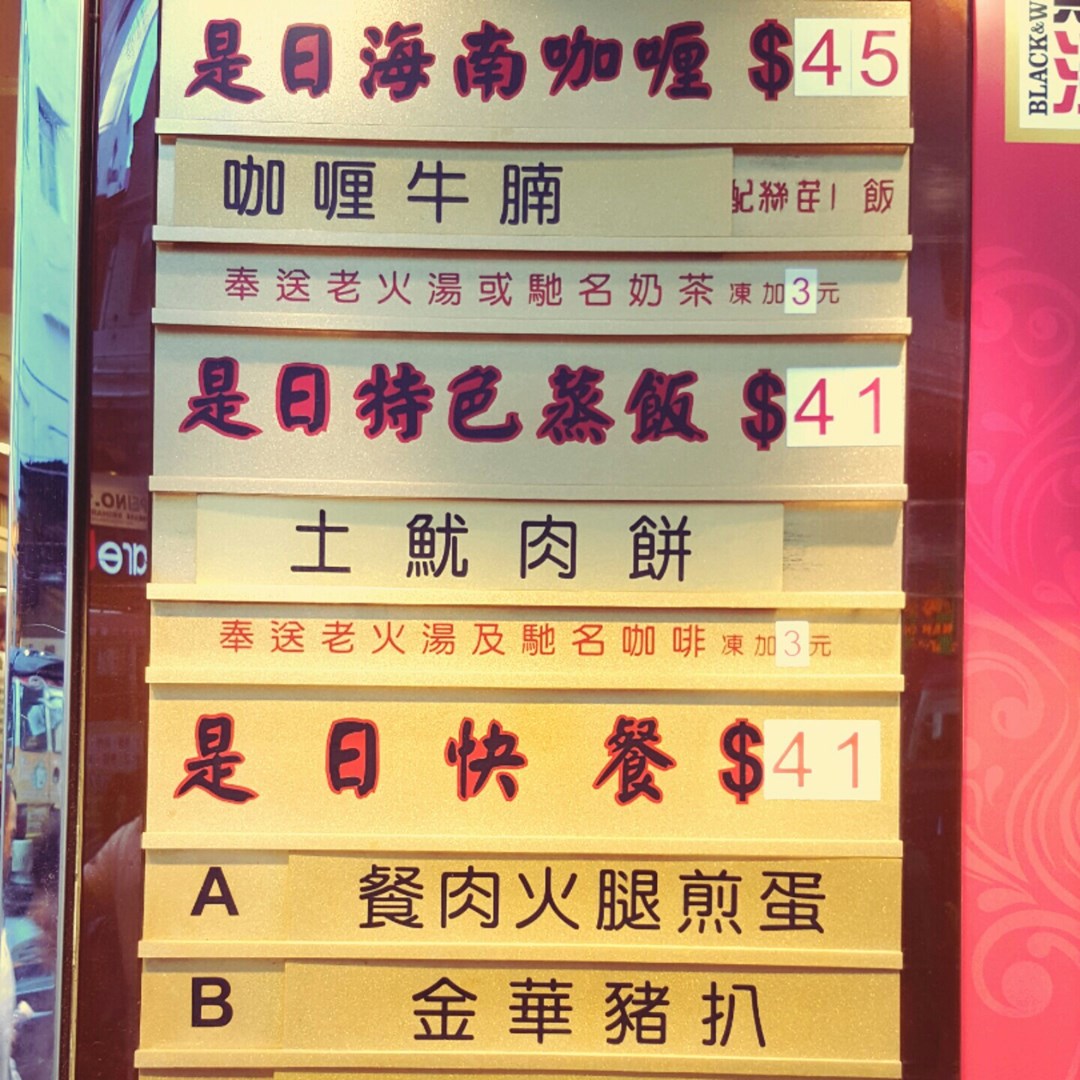 是日海南咖喱 $45
咖喱牛腩
飯
奉送老火湯或馳名奶茶 凍加3元
是日特色蒸飯 $41
土魷肉餅
奉送老火湯及馳名咖啡 凍加3元
是日快餐 $41
A 餐肉火腿煎蛋
B 金華豬扒
BLACK&W